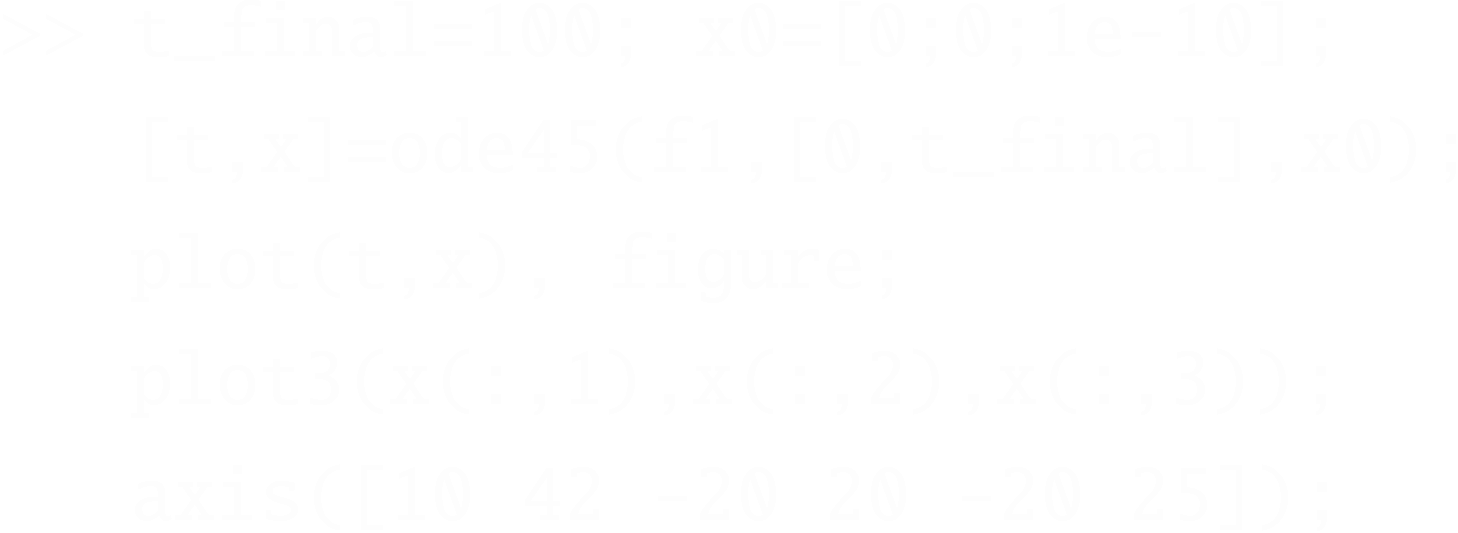 >> t_final=100; x0=[0;0;1e-10];
[t,x]=ode45(f1,[0,t_final],x0);
plot(t,x), figure;
plot3(x(:,1),x(:,2),x(:,3));
axis([10 42 -20 20 -20 25]);